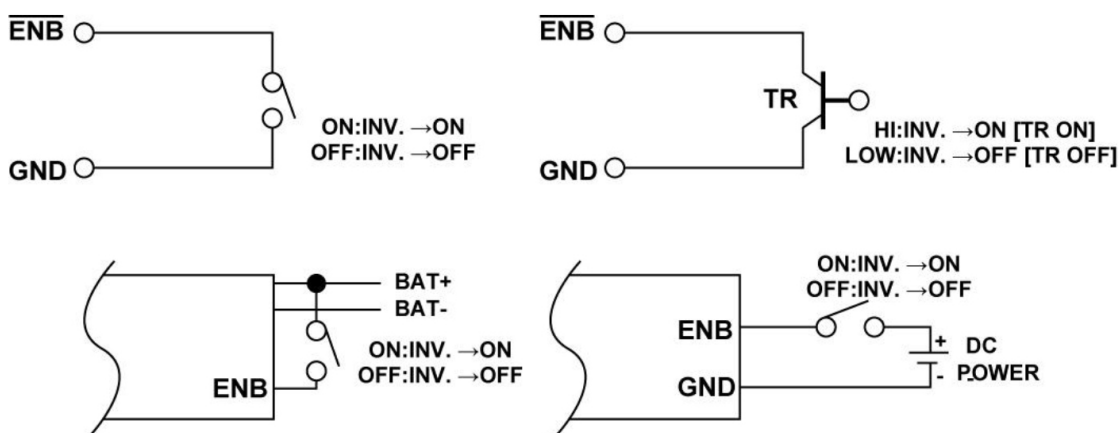 ENB
ON:INV. →ON
OFF:INV. →OFF
GND
ENB
TR
HI:INV. →ON [TR ON]
LOW:INV. →OFF [TR OFF]
GND
BAT+
BAT-
ON:INV. →ON
OFF:INV. →OFF
ENB
ON:INV. →ON
OFF:INV. →OFF
ENB
+ DC
- POWER
GND